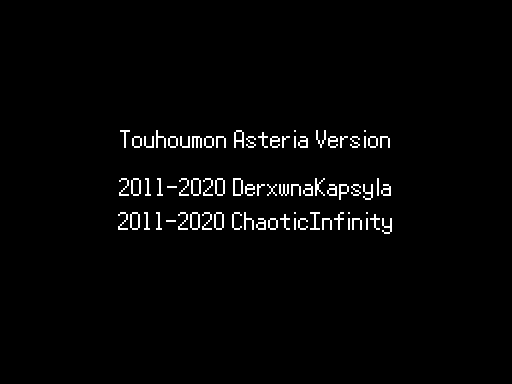 Touhoumon Asteria Version
2011-2020 DerxwnaKapsyla
2011-2020 ChaoticInfinity